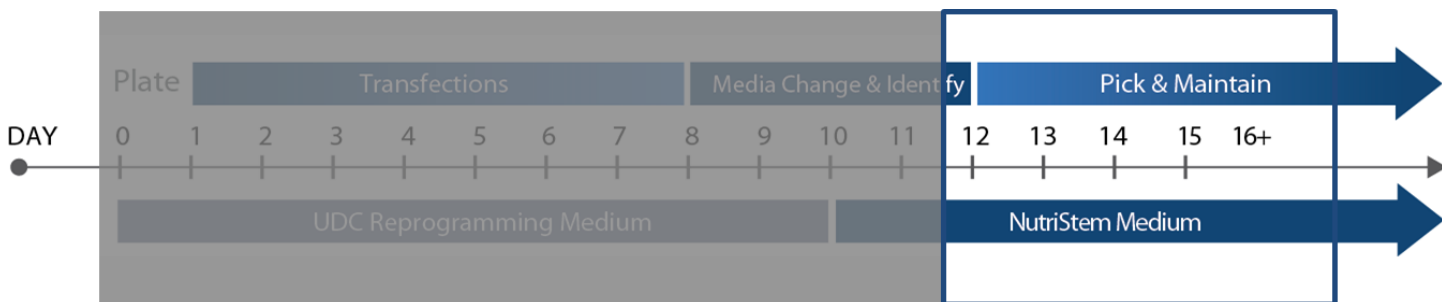 Plate Transfections Media Change & Identify Pick & Maintain
DAY 0 1 2 3 4 5 6 7 8 9 10 11 12 13 14 15 16+
UDC Reprogramming Medium NutriStem Medium